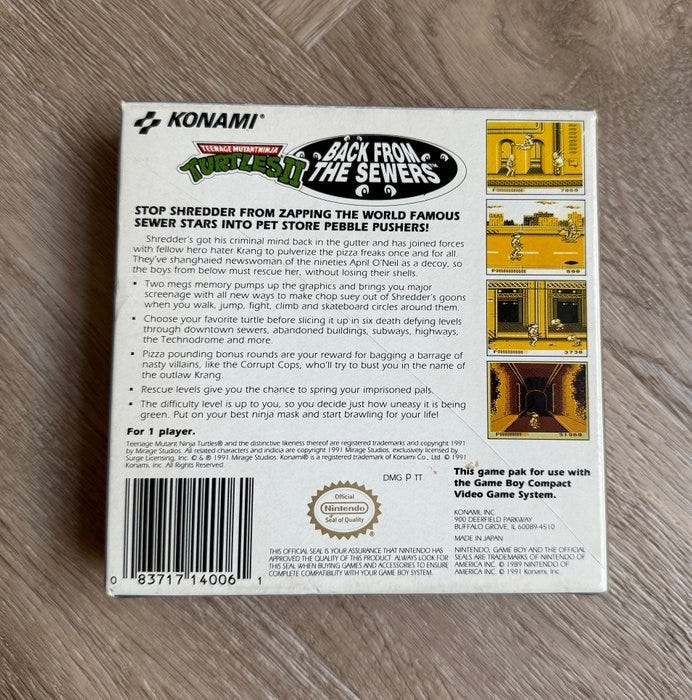 KONAMI®
TEENAGE MUTANT NINJA
TURTLES II
BACK FROM
THE SEWERS™
STOP SHREDDER FROM ZAPPING THE WORLD FAMOUS
SEWER STARS INTO PET STORE PEBBLE PUSHERS!
Shredder's got his criminal mind back in the gutter and has joined forces
with fellow hero hater Krang to pulverize the pizza freaks once and for all.
They've shanghaied newswoman of the nineties April O'Neil as a decoy, so
the boys from below must rescue her, without losing their shells.
• Two megs memory pumps up the graphics and brings you major
screenage with all new ways to make chop suey out of Shredder's goons
when you walk, jump, fight, climb and skateboard circles around them.
• Choose your favorite turtle before slicing it up in six death defying levels
through downtown sewers, abandoned buildings, subways, highways,
the Technodrome and more.
• Pizza pounding bonus rounds are your reward for bagging a barrage of
nasty villains, like the Corrupt Cops, who'll try to bust you in the name of
the outlaw Krang.
• Rescue levels give you the chance to spring your imprisoned pals.
• The difficulty level is up to you, so you decide just how uneasy it is being
green. Put on your best ninja mask and start brawling for your life!
For 1 player.
Teenage Mutant Ninja Turtles® and the distinctive likeness thereof are registered trademarks and copyright 1991
by Mirage Studios. All related characters and indicia are copyright 1991 Mirage Studios, exclusively licensed by
Surge Licensing, Inc. © & ® 1991 Mirage Studios. Konami® is a registered trademark of Konami Co., Ltd. © 1991
Konami, Inc. All Rights Reserved.
DMG P TT
This game pak for use with
the Game Boy Compact
Video Game System.
Official
Nintendo
Seal of Quality
®
KONAMI, INC.
900 DEERFIELD PARKWAY
BUFFALO GROVE, IL 60089-4510
MADE IN JAPAN
THIS OFFICIAL SEAL IS YOUR ASSURANCE THAT NINTENDO HAS
APPROVED THE QUALITY OF THIS PRODUCT. ALWAYS LOOK FOR
THIS SEAL WHEN BUYING GAMES AND ACCESSORIES TO ENSURE
COMPLETE COMPATIBILITY WITH YOUR GAME BOY SYSTEM.
NINTENDO, GAME BOY AND THE OFFICIAL
SEALS ARE TRADEMARKS OF NINTENDO OF
AMERICA INC. © 1989 NINTENDO OF
AMERICA INC. © 1991 Konami, Inc.
0 83717 14006 1